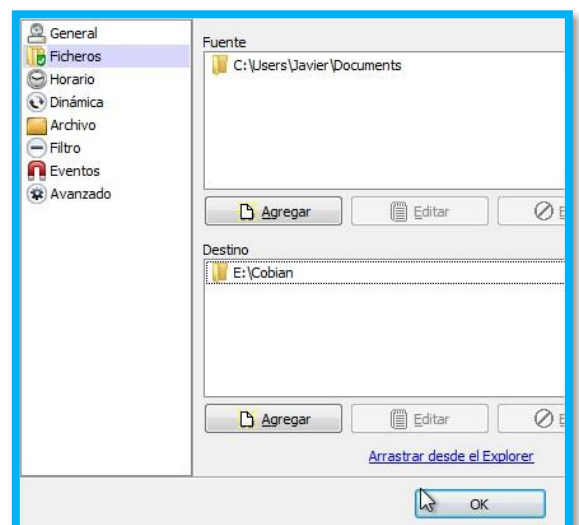 General
Ficheros
Horario
Dinámica
Archivo
Filtro
Eventos
Avanzado
Fuente
C:\Users\Javier\Documents
Agregar
Editar
E
Destino
E:\Cobian
Agregar
Editar
E
Arrastrar desde el Explorer
OK